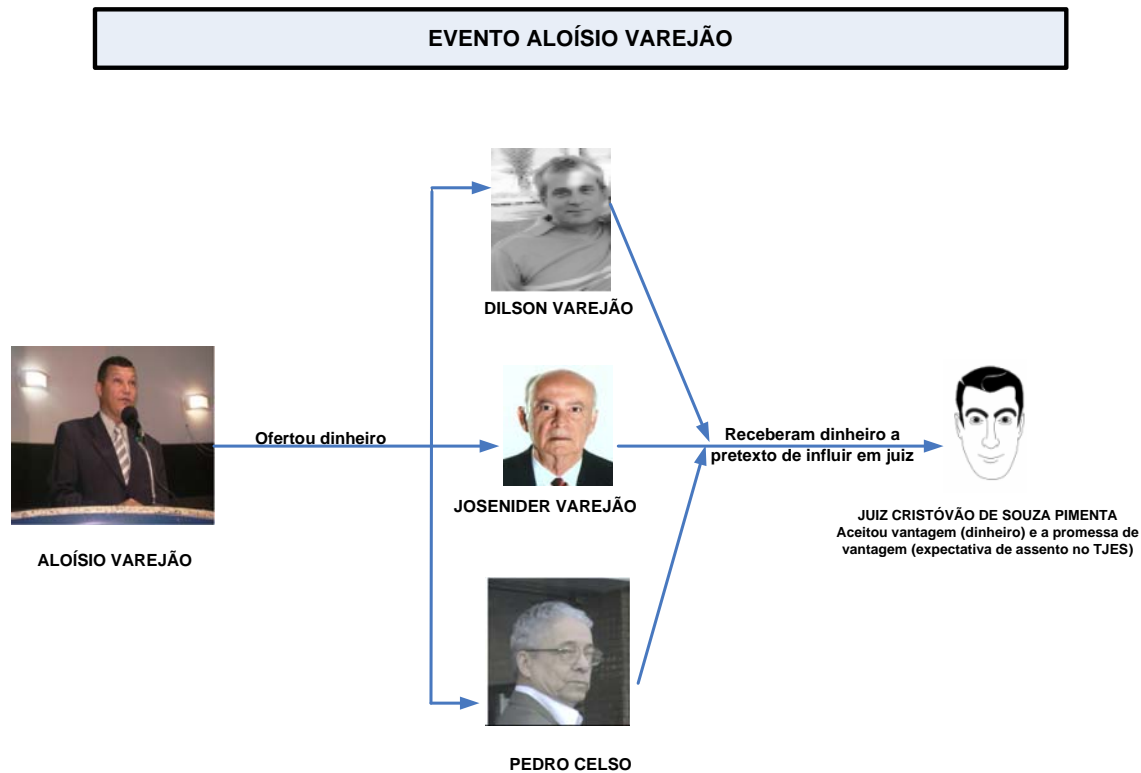 EVENTO ALOÍSIO VAREJÃO
DILSON VAREJÃO
Ofertou dinheiro
Receberam dinheiro a
pretexto de influir em juiz
JOSENIDER VAREJÃO
JUIZ CRISTÓVÃO DE SOUZA PIMENTA
Aceitou vantagem (dinheiro) e a promessa de
vantagem (expectativa de assento no TJES)
ALOÍSIO VAREJÃO
PEDRO CELSO